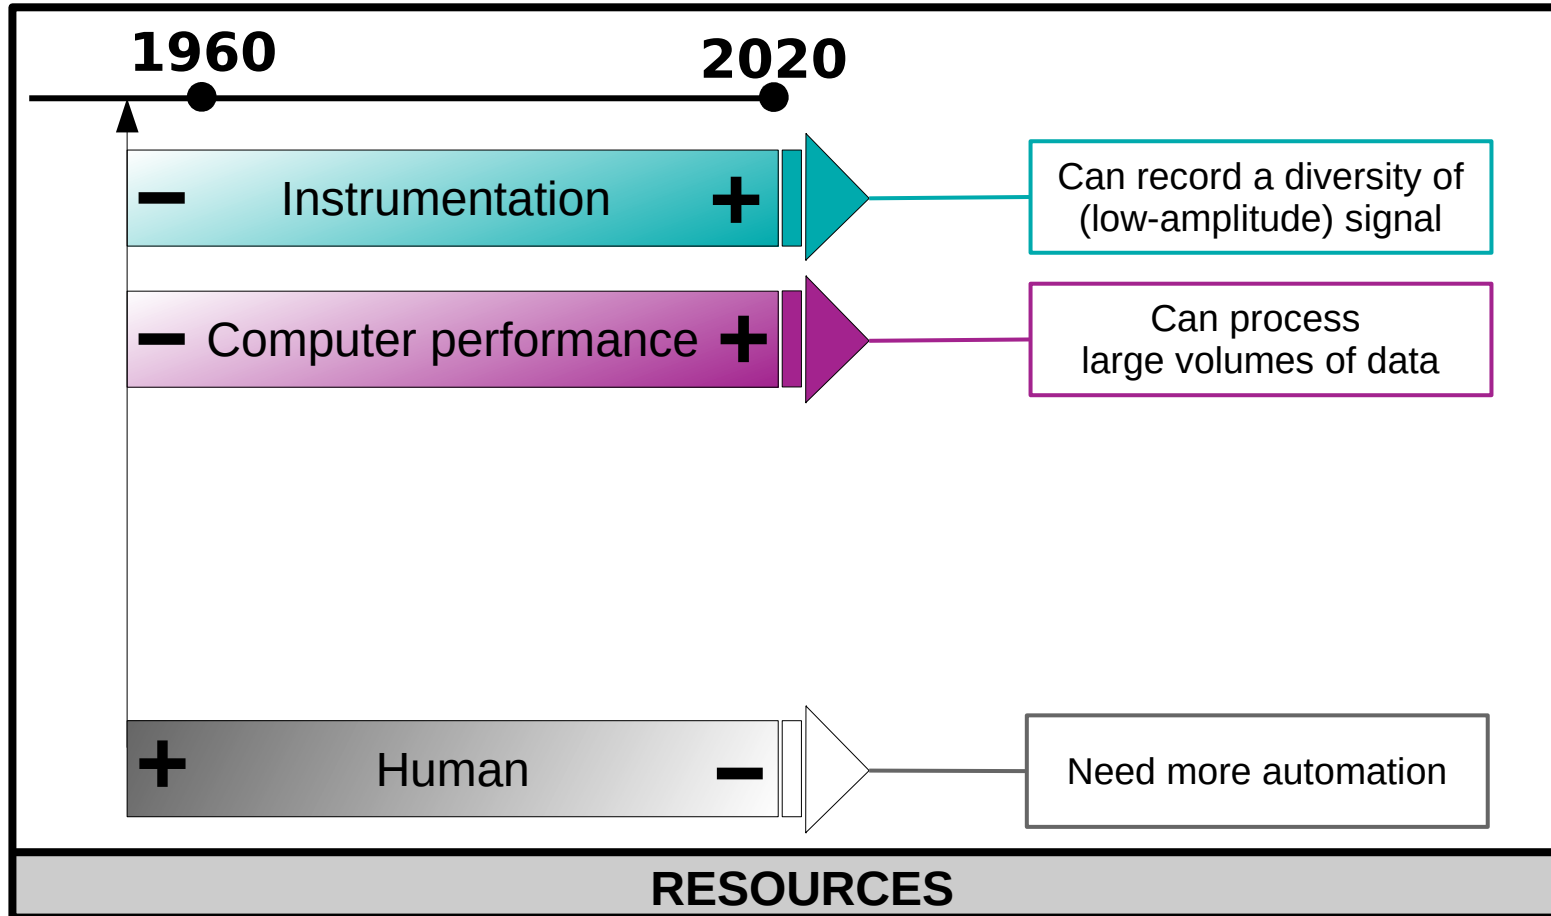 1960
2020
− Instrumentation +
Can record a diversity of
(low-amplitude) signal
− Computer performance +
Can process
large volumes of data
+ Human −
Need more automation
RESOURCES